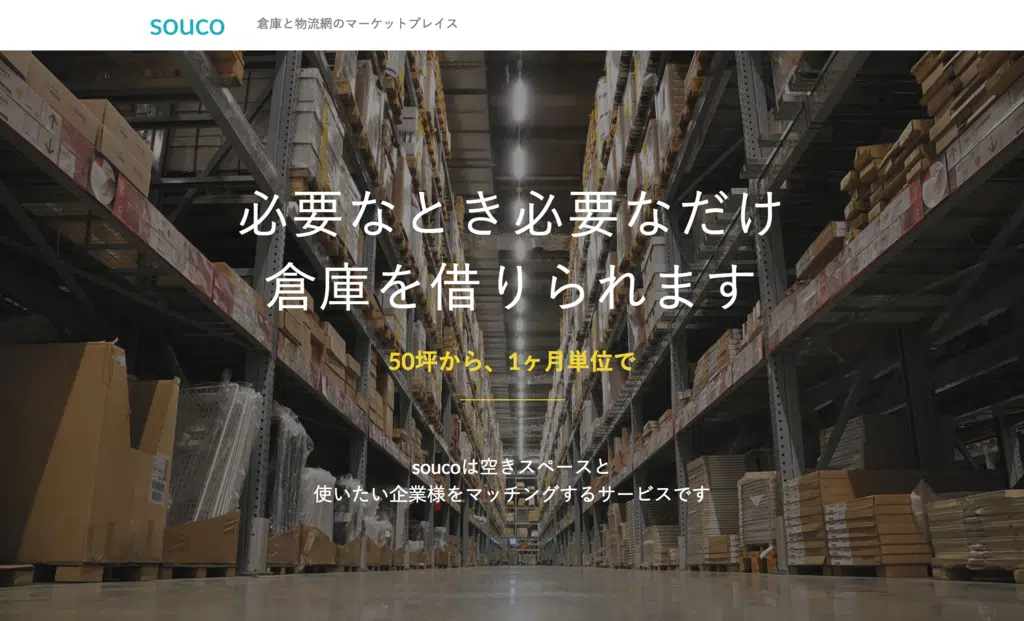 souco
倉庫と物流網のマーケットプレイス
必要なとき必要なだけ
倉庫を借りられます
50坪から、1ヶ月単位で
soucoは空きスペースと
使いたい企業様をマッチングするサービスです